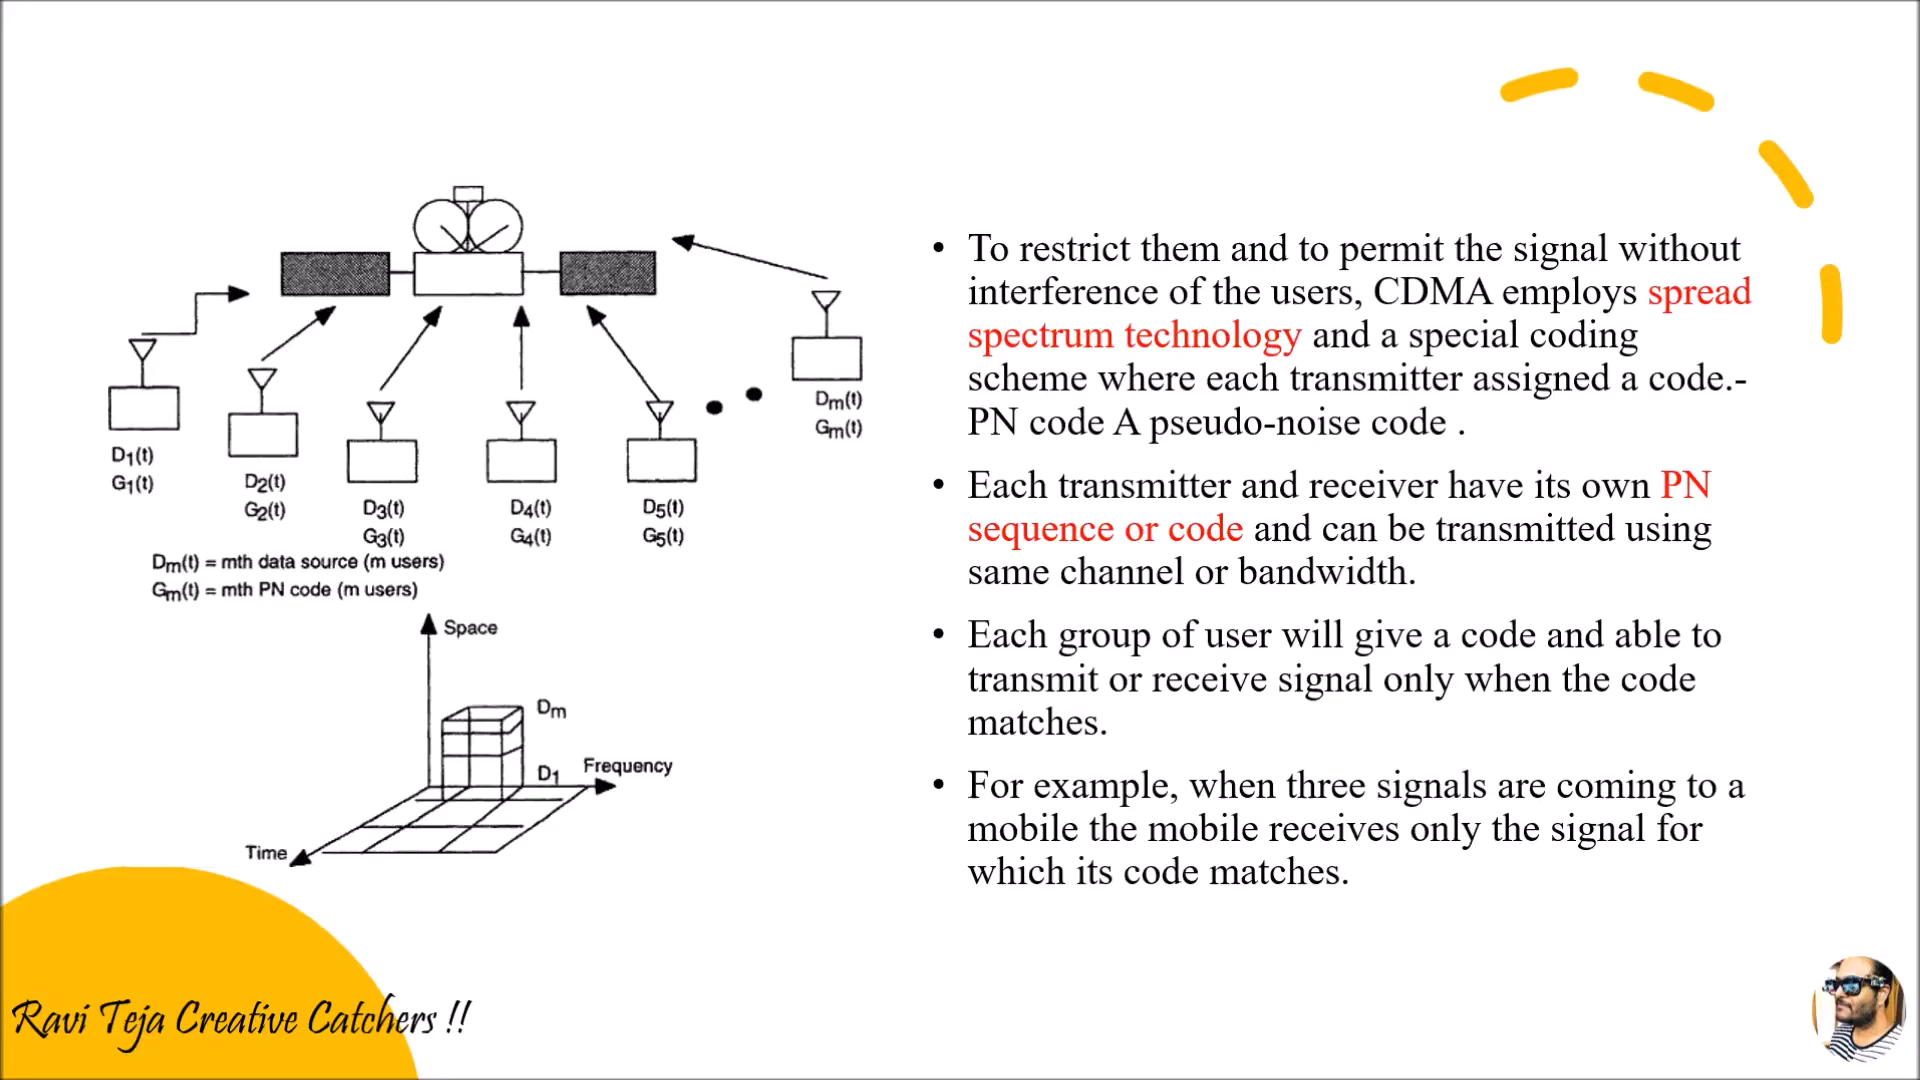 D1(t)
G1(t)
D2(t)
G2(t)
D3(t)
G3(t)
D4(t)
G4(t)
D5(t)
G5(t)
Dm(t)
Gm(t)
Dm(t) = mth data source (m users)
Gm(t) = mth PN code (m users)
Space
Dm
D1
Frequency
Time
• To restrict them and to permit the signal without
interference of the users, CDMA employs spread
spectrum technology and a special coding
scheme where each transmitter assigned a code.-
PN code A pseudo-noise code .
• Each transmitter and receiver have its own PN
sequence or code and can be transmitted using
same channel or bandwidth.
• Each group of user will give a code and able to
transmit or receive signal only when the code
matches.
• For example, when three signals are coming to a
mobile the mobile receives only the signal for
which its code matches.
Ravi Teja Creative Catchers !!